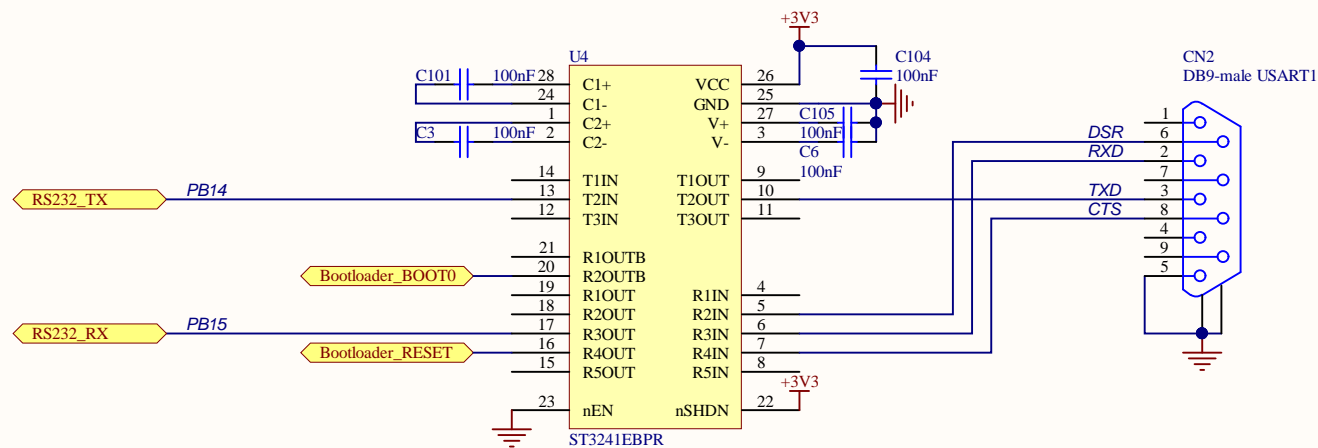 +3V3
U4
C101
100nF
28
C1+
24
C1-
1
C2+
C3
100nF
2
C2-
VCC
26
GND
25
V+
27
V-
3
C104
100nF
C105
100nF
C6
100nF
RS232_TX
PB14
14
T1IN
13
T2IN
12
T3IN
T1OUT
9
T2OUT
10
T3OUT
11
21
R1OUTB
Bootloader_BOOT0
20
R2OUTB
19
R1OUT
18
R2OUT
RS232_RX
PB15
17
R3OUT
Bootloader_RESET
16
R4OUT
15
R5OUT
R1IN
4
R2IN
5
R3IN
6
R4IN
7
R5IN
8
23
nEN
nSHDN
22
+3V3
ST3241EBPR
CN2
DB9-male USART1
1
DSR
6
RXD
2
7
TXD
3
CTS
8
4
9
5